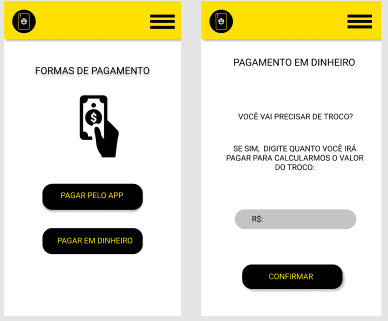 FORMAS DE PAGAMENTO
$
PAGAR PELO APP
PAGAR EM DINHEIRO
PAGAMENTO EM DINHEIRO
VOCÊ VAI PRECISAR DE TROCO?
SE SIM, DIGITE QUANTO VOCÊ IRÁ
PAGAR PARA CALCULARMOS O VALOR
DO TROCO:
R$:
CONFIRMAR